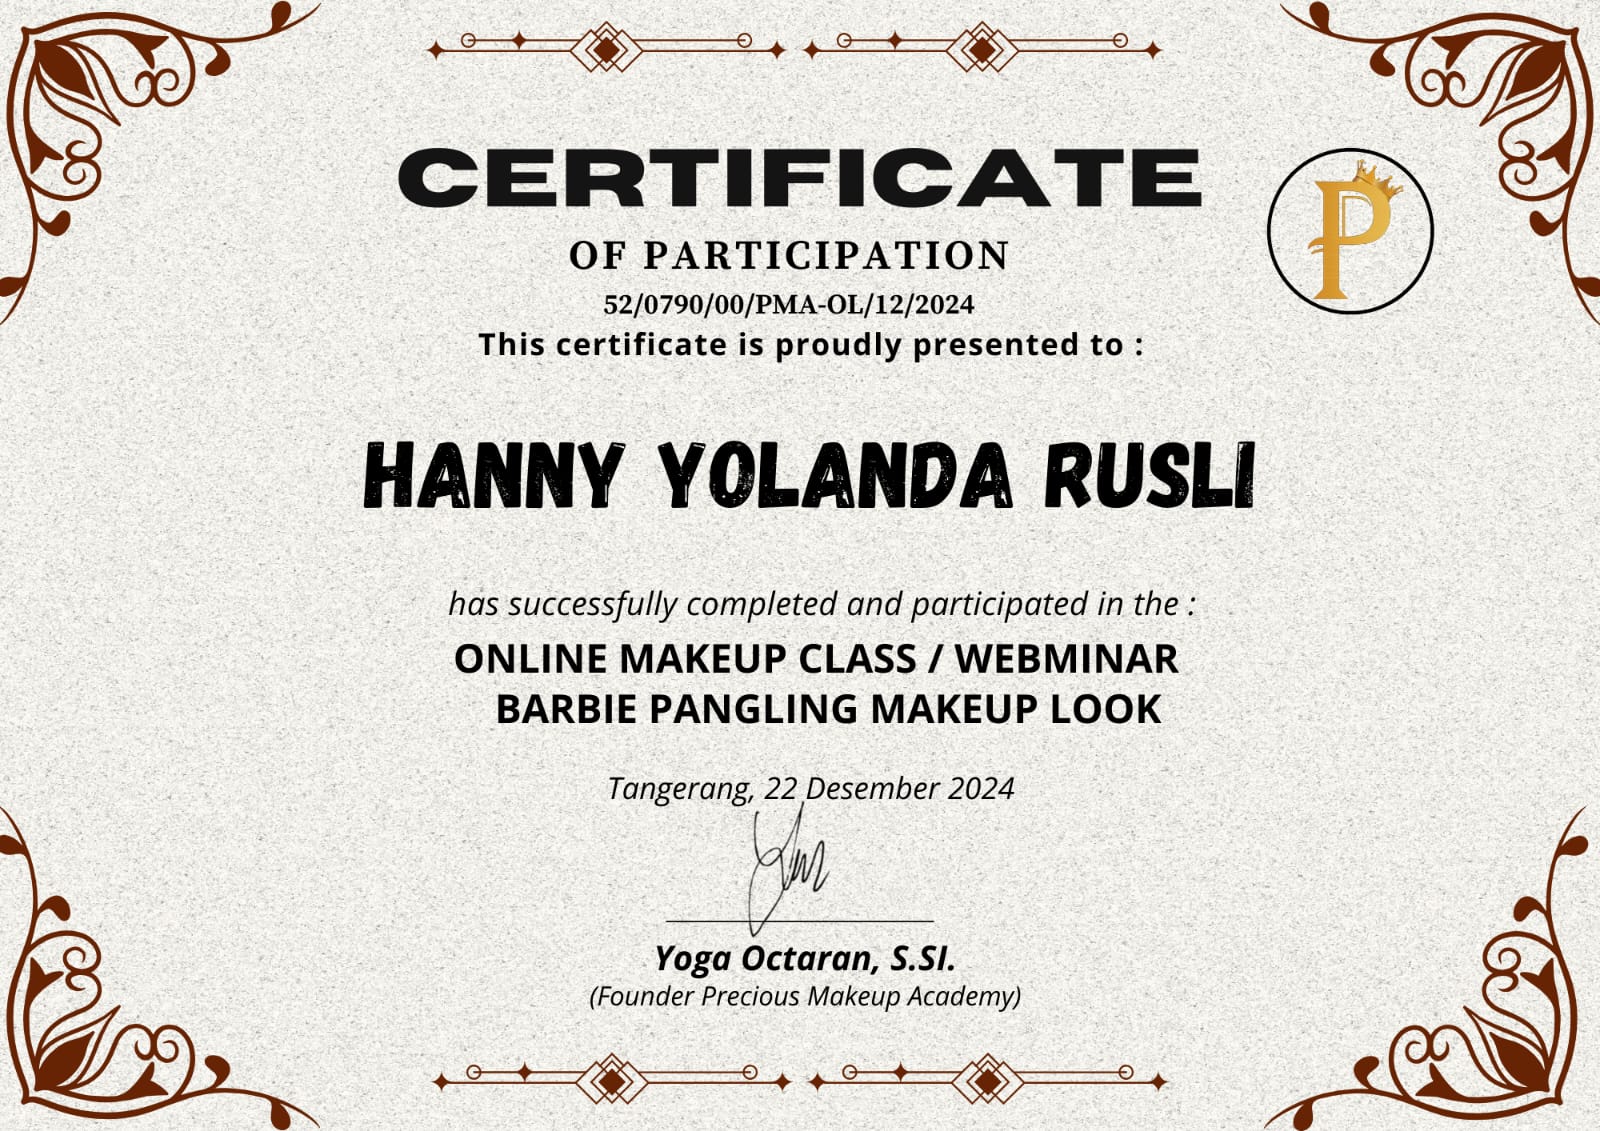 CERTIFICATE
OF PARTICIPATION
52/0790/00/PMA-OL/12/2024
This certificate is proudly presented to :
P
HANNY YOLANDA RUSLI
has successfully completed and participated in the :
ONLINE MAKEUP CLASS / WEBMINAR
BARBIE PANGLING MAKEUP LOOK
Tangerang, 22 Desember 2024
Yoga Octaran, S.SI.
(Founder Precious Makeup Academy)